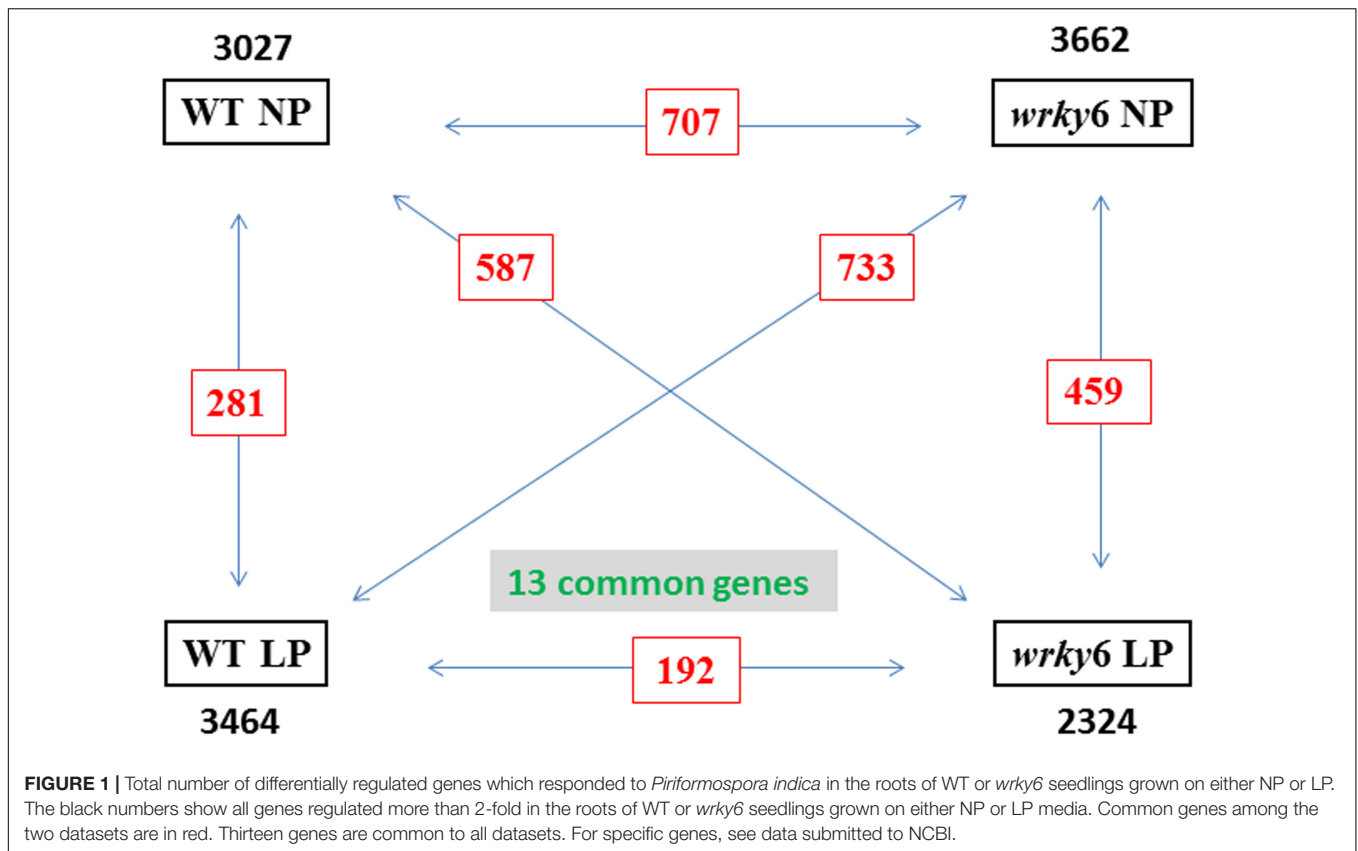 3027
3662
WT NP
707
wrky6 NP
587
733
281
459
13 common genes
WT LP
192
wrky6 LP
3464
2324
FIGURE 1 | Total number of differentially regulated genes which responded to Piriformospora indica in the roots of WT or wrky6 seedlings grown on either NP or LP.
The black numbers show all genes regulated more than 2-fold in the roots of WT or wrky6 seedlings grown on either NP or LP media. Common genes among the
two datasets are in red. Thirteen genes are common to all datasets. For specific genes, see data submitted to NCBI.